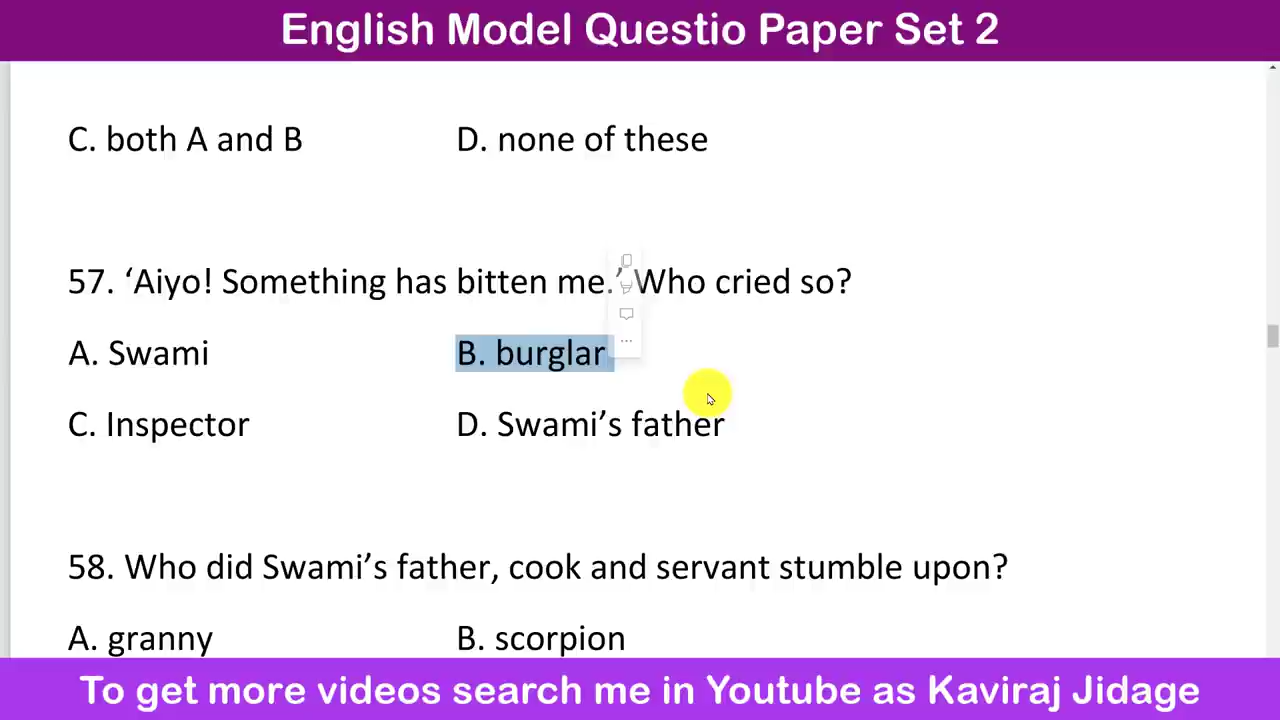 English Model Questio Paper Set 2
C. both A and B D. none of these
57. ‘Aiyo! Something has bitten me.’ Who cried so?
A. Swami B. burglar
C. Inspector D. Swami’s father
58. Who did Swami’s father, cook and servant stumble upon?
A. granny B. scorpion
To get more videos search me in Youtube as Kaviraj Jidage